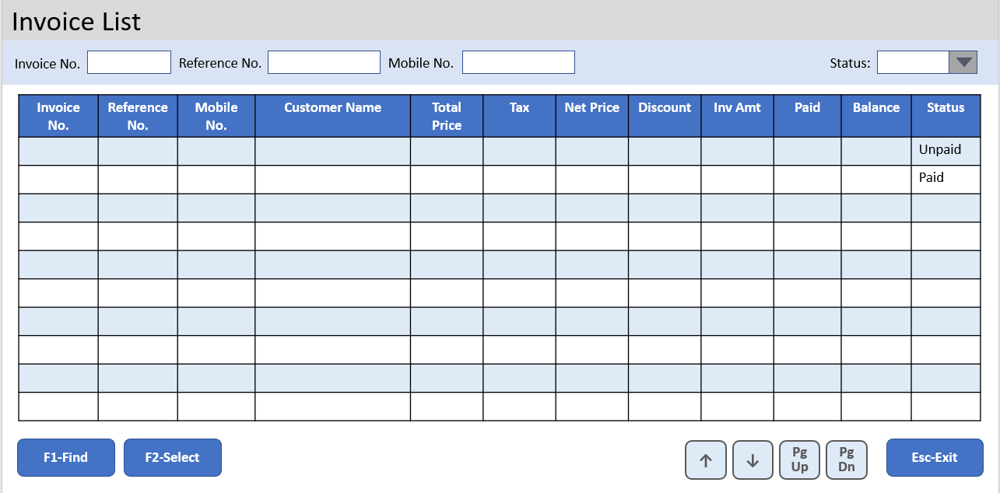 Invoice List
Invoice No. Reference No. Mobile No. Status:
Invoice No. Reference No. Mobile No. Customer Name Total Price Tax Net Price Discount Inv Amt Paid Balance Status
Unpaid
Paid
F1-Find F2-Select ↑ ↓ Pg Up Pg Dn Esc-Exit